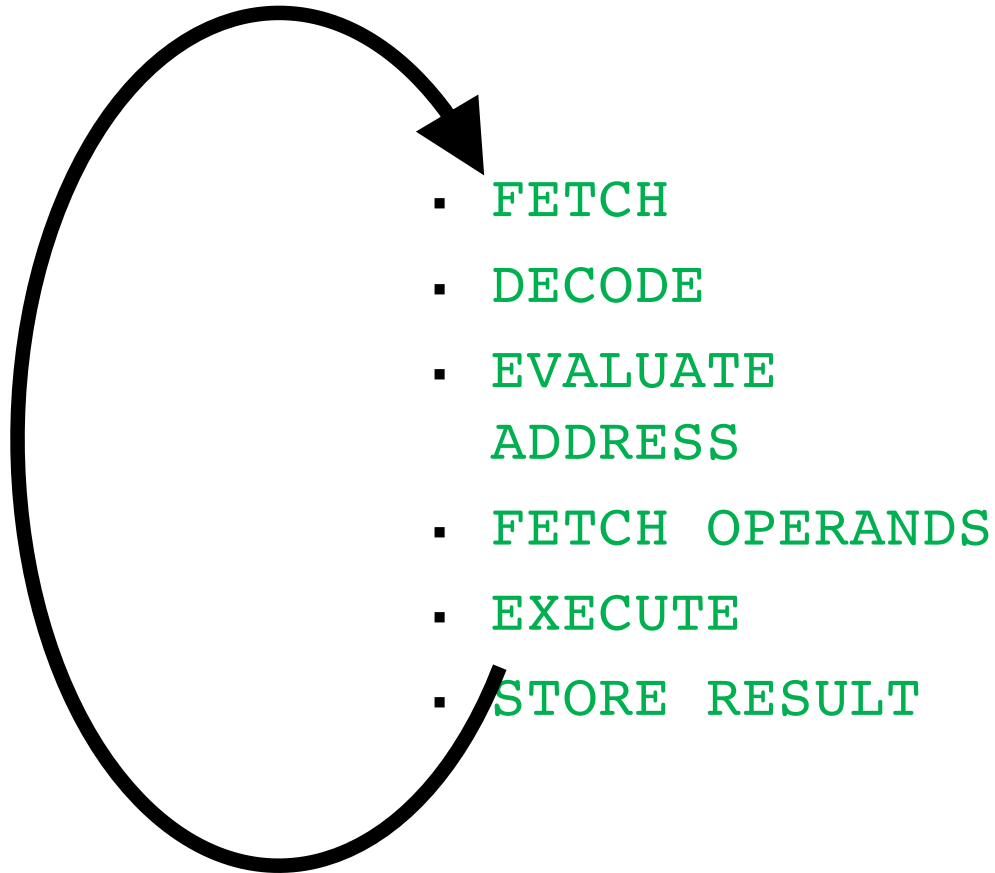 ▪ FETCH
▪ DECODE
▪ EVALUATE
ADDRESS
▪ FETCH OPERANDS
▪ EXECUTE
▪ STORE RESULT